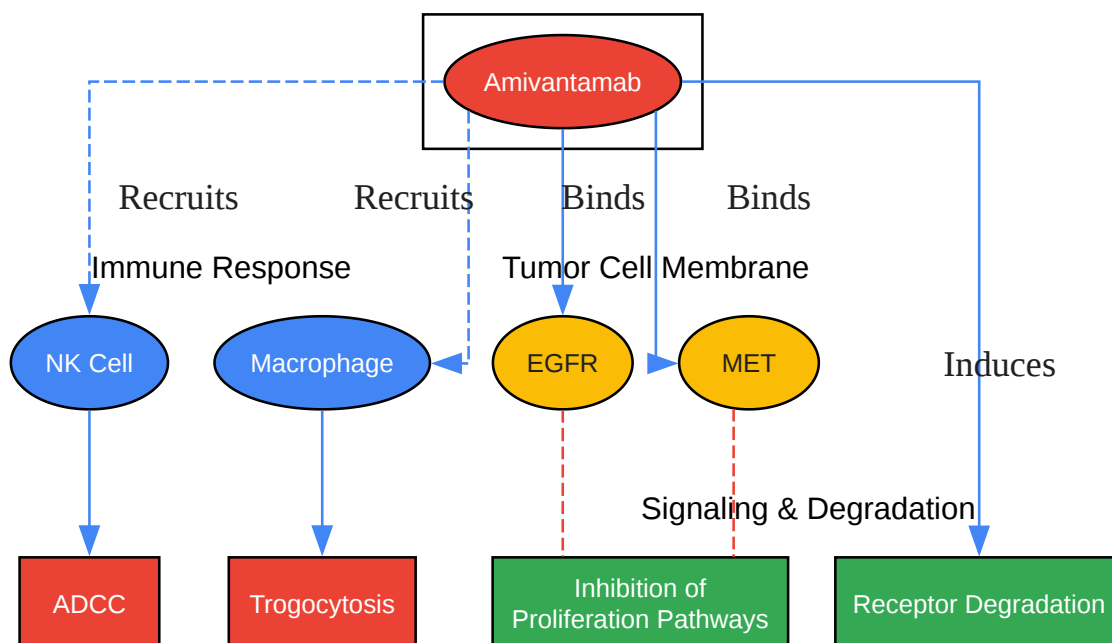 Amivantamab
Recruits
Recruits
Binds
Binds
Immune Response
Tumor Cell Membrane
NK Cell
Macrophage
EGFR
MET
Induces
Signaling & Degradation
ADCC
Trogocytosis
Inhibition of
Proliferation Pathways
Receptor Degradation